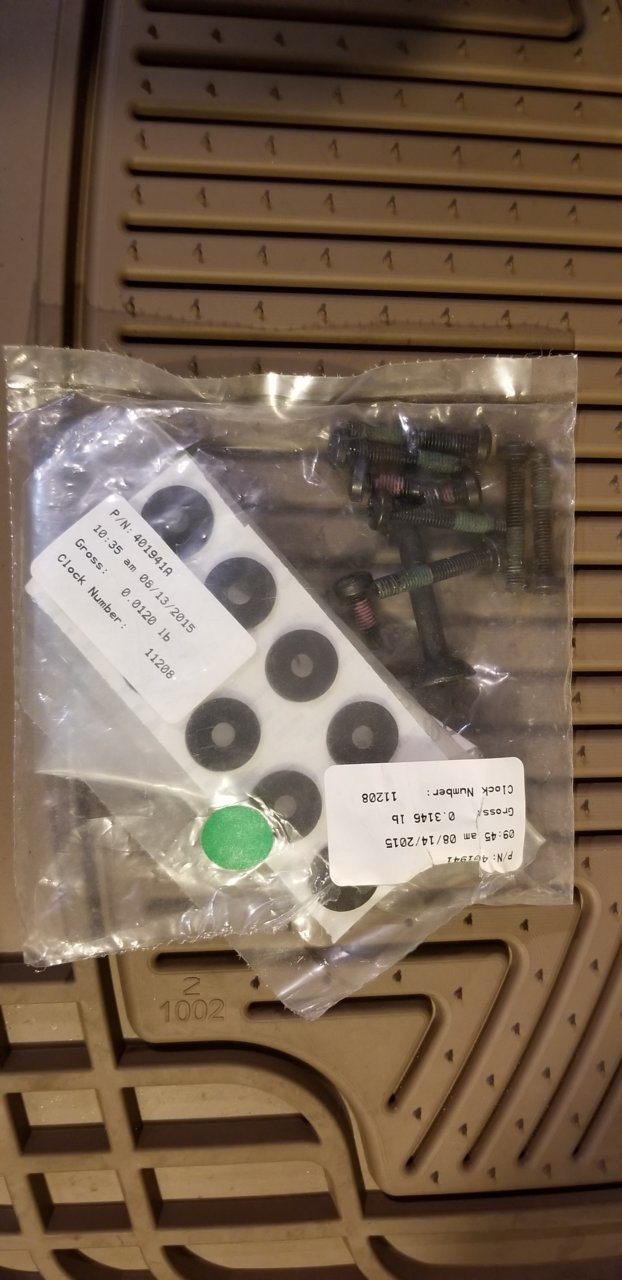 P/N: 401941A
10:35 am 08/13/2015
Gross: 0.0120 lb
Clock Number: 11208
P/N: 401941
09:45 am 08/14/2015
Gross: 0.3146 lb
Clock Number: 11208
2
1002